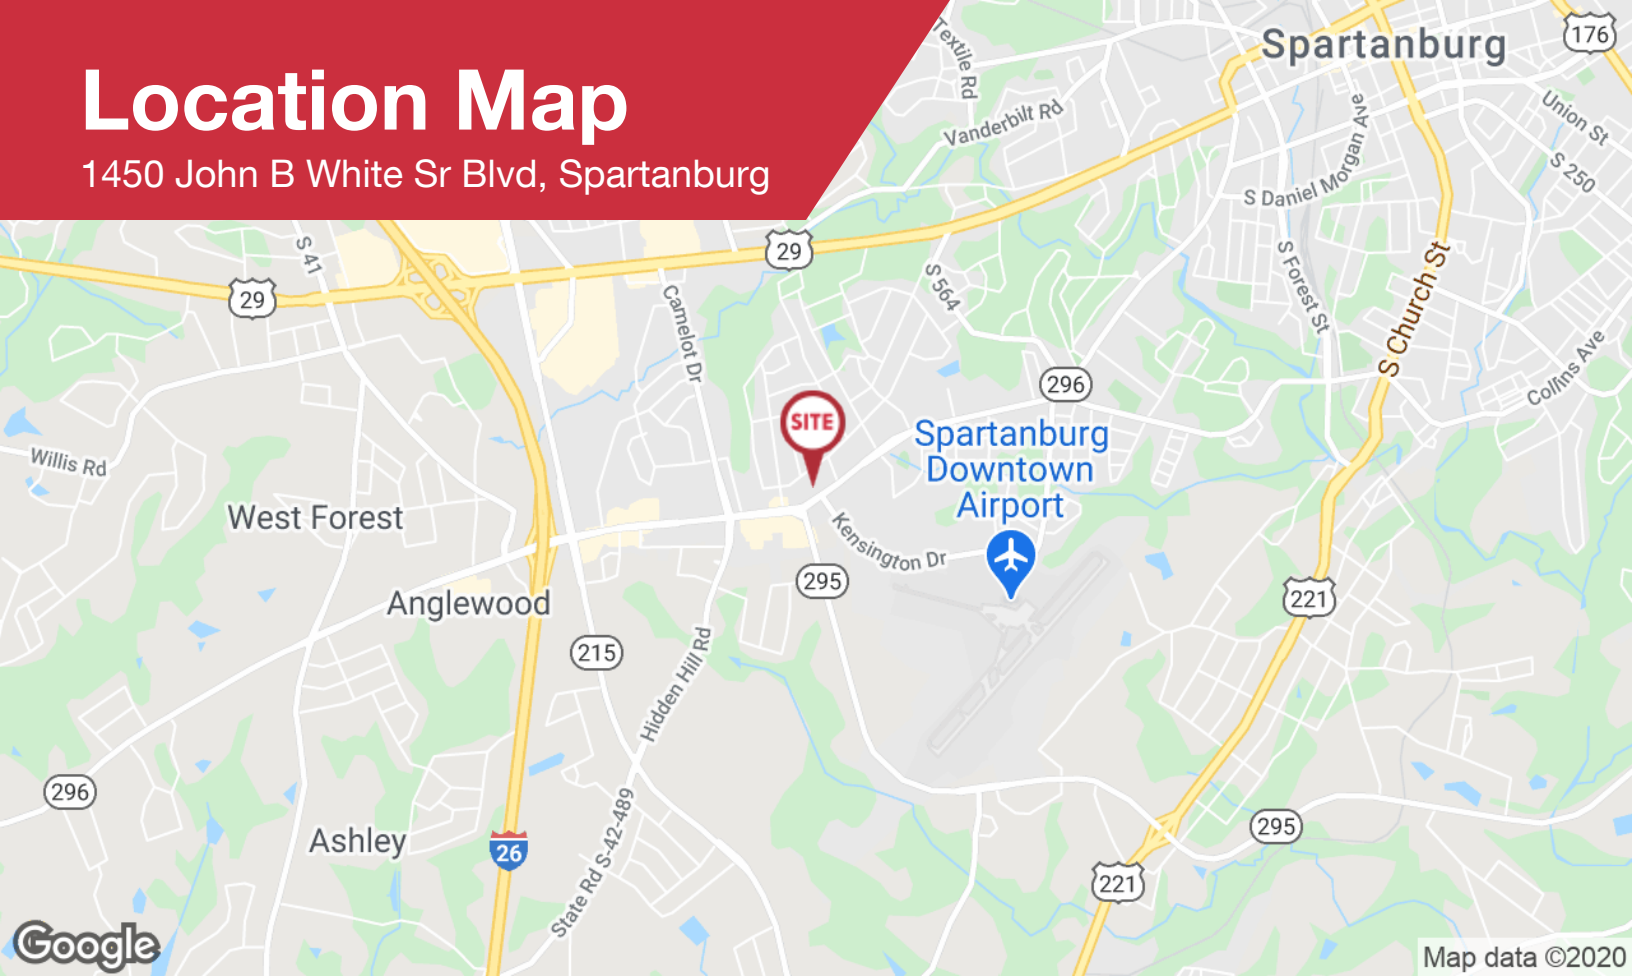 Location Map
1450 John B White Sr Blvd, Spartanburg
Spartanburg
176
Textile Rd
Vanderbilt Rd
Union St
S Daniel Morgan Ave
S 250
29
S 41
29
S 564
S Forest St
S Church St
Camelot Dr
296
Collins Ave
SITE
Spartanburg
Downtown
Airport
Willis Rd
West Forest
Kensington Dr
295
Anglewood
221
215
Hidden Hill Rd
296
State Rd S-42-489
295
Ashley
26
221
Google
Map data ©2020